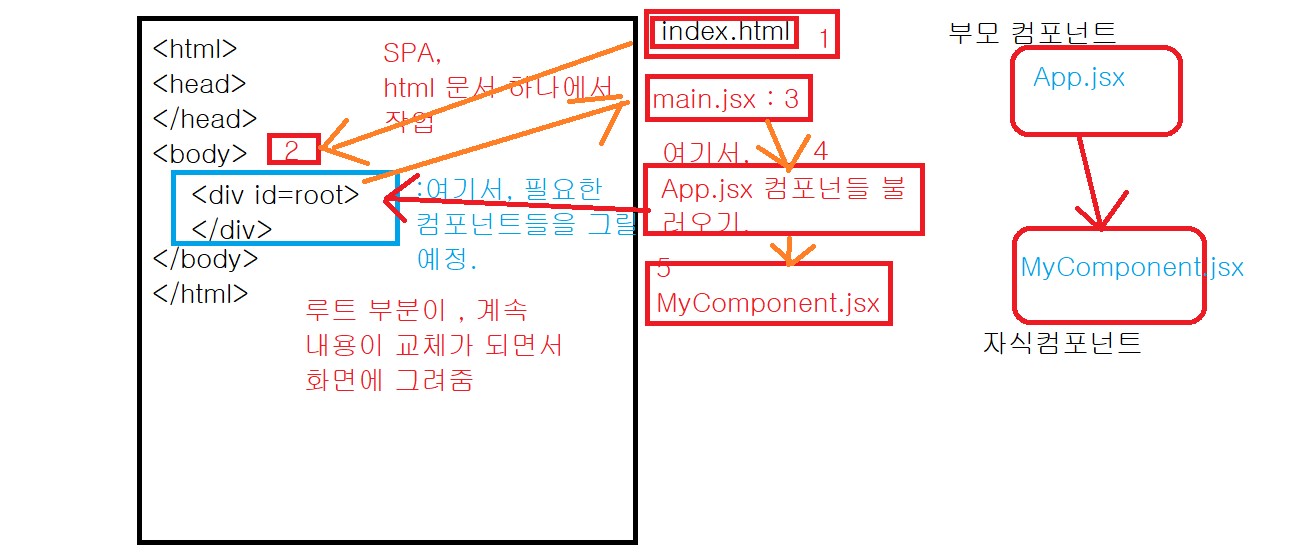 <html>
<head>
</head>
<body>
2
<div id=root>
</div>
</body>
</html>
SPA,
html 문서 하나에서
작업
:여기서, 필요한
컴포넌트들을 그릴
예정.
루트 부분이 , 계속
내용이 교체가 되면서
화면에 그려줌
index.html
1
main.jsx : 3
여기서,
4
App.jsx 컴포넌들 불
러오기.
5
MyComponent.jsx
부모 컴포넌트
App.jsx
MyComponent.jsx
자식컴포넌트